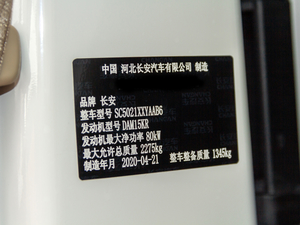 中国 河北长安汽车有限公司 制造
品牌 长安
整车型号 SC5021XXYAAB6
发动机型号 DAM15KR
发动机最大净功率 80kW
最大允许总质量 2275kg
制造年月 2020-04-21 整车整备质量 1345kg